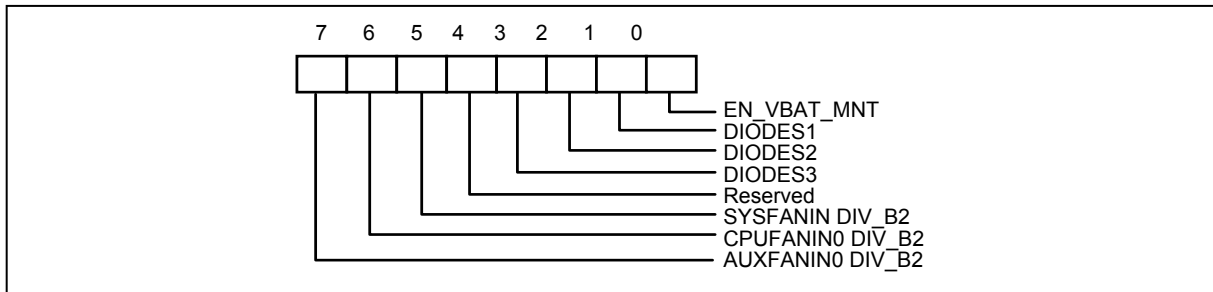 7 6 5 4 3 2 1 0
EN_VBAT_MNT
DIODES1
DIODES2
DIODES3
Reserved
SYSFANIN DIV_B2
CPUFANIN0 DIV_B2
AUXFANIN0 DIV_B2